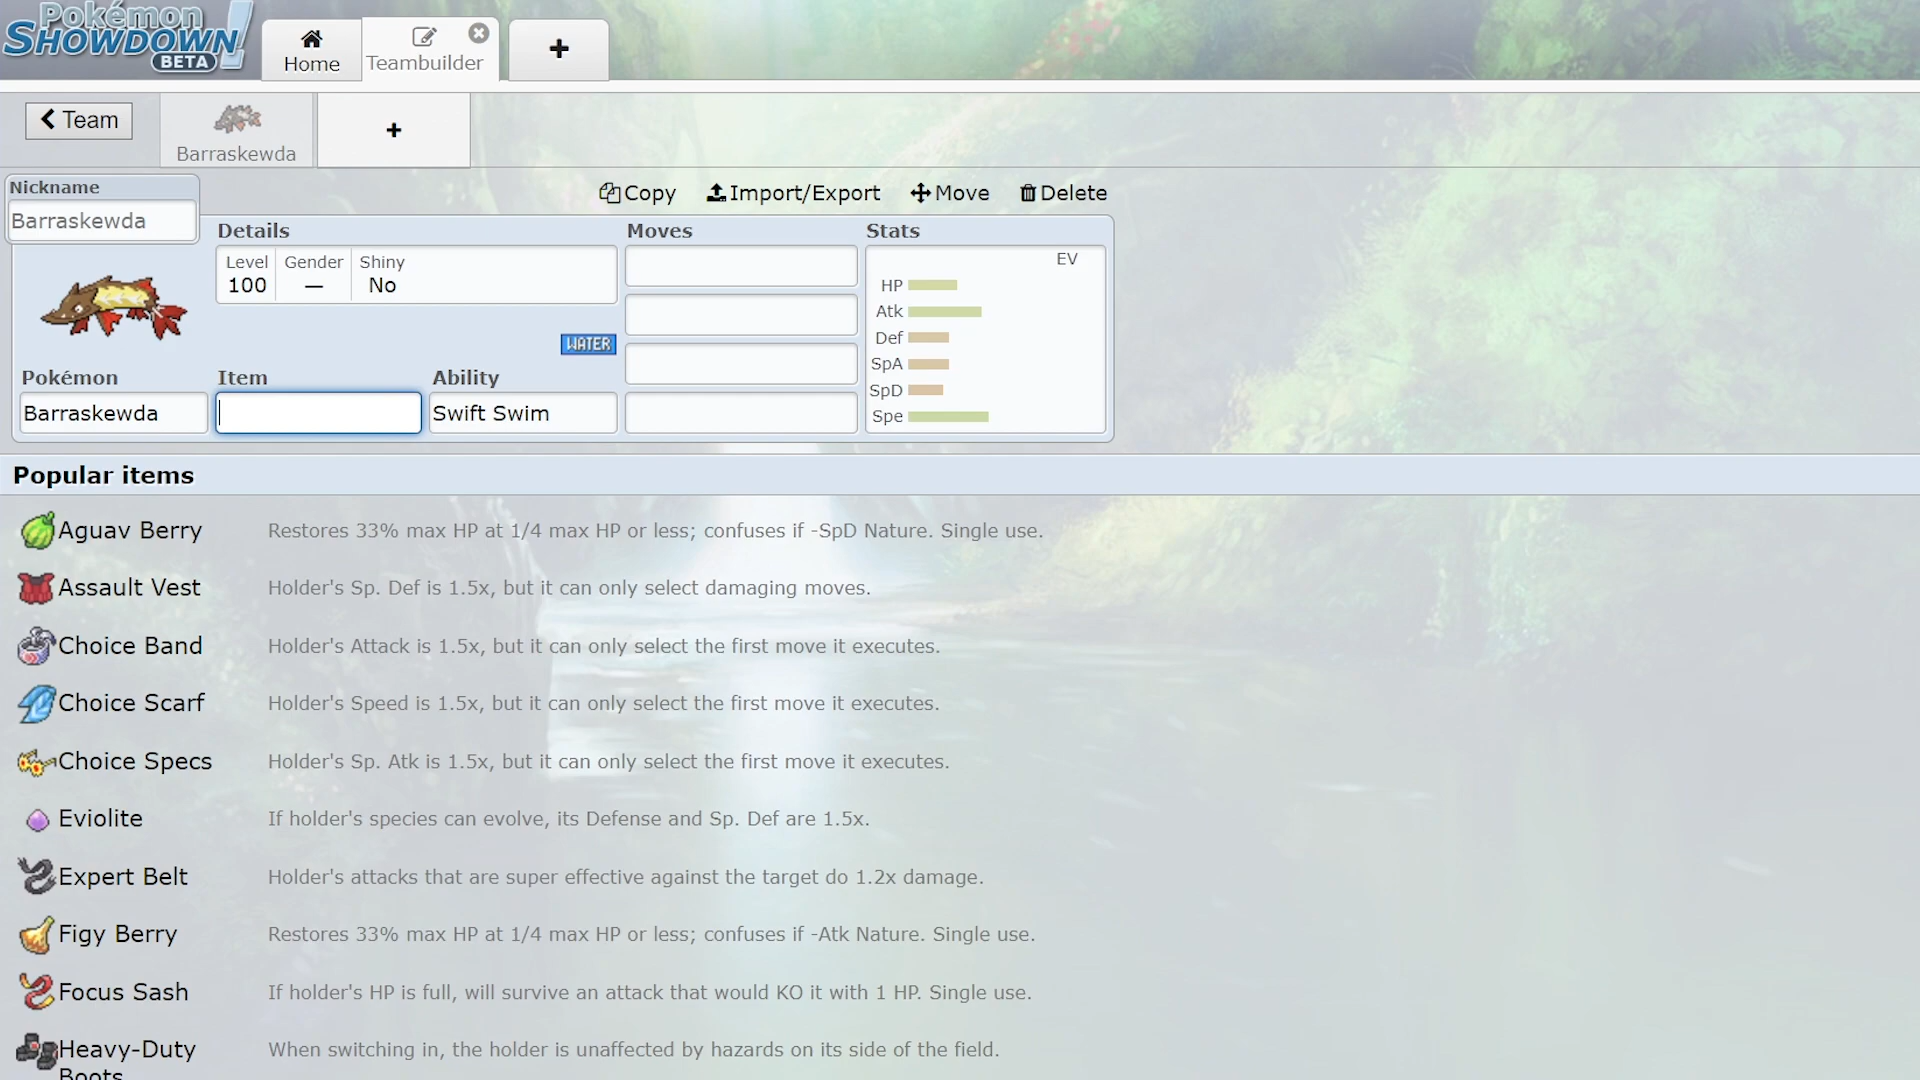 Pokémon
SHOWDOWN!
BETA
Home
Teambuilder
+
Team
Barraskewda
+
Nickname
Barraskewda
Copy
Import/Export
Move
Delete
Details
Level
100
Gender
—
Shiny
No
WATER
Pokémon
Barraskewda
Item
Ability
Swift Swim
Moves
Stats
EV
HP
Atk
Def
SpA
SpD
Spe
Popular items
Aguav Berry Restores 33% max HP at 1/4 max HP or less; confuses if -SpD Nature. Single use.
Assault Vest Holder's Sp. Def is 1.5x, but it can only select damaging moves.
Choice Band Holder's Attack is 1.5x, but it can only select the first move it executes.
Choice Scarf Holder's Speed is 1.5x, but it can only select the first move it executes.
Choice Specs Holder's Sp. Atk is 1.5x, but it can only select the first move it executes.
Eviolite If holder's species can evolve, its Defense and Sp. Def are 1.5x.
Expert Belt Holder's attacks that are super effective against the target do 1.2x damage.
Figy Berry Restores 33% max HP at 1/4 max HP or less; confuses if -Atk Nature. Single use.
Focus Sash If holder's HP is full, will survive an attack that would KO it with 1 HP. Single use.
Heavy-Duty When switching in, the holder is unaffected by hazards on its side of the field.
Boots